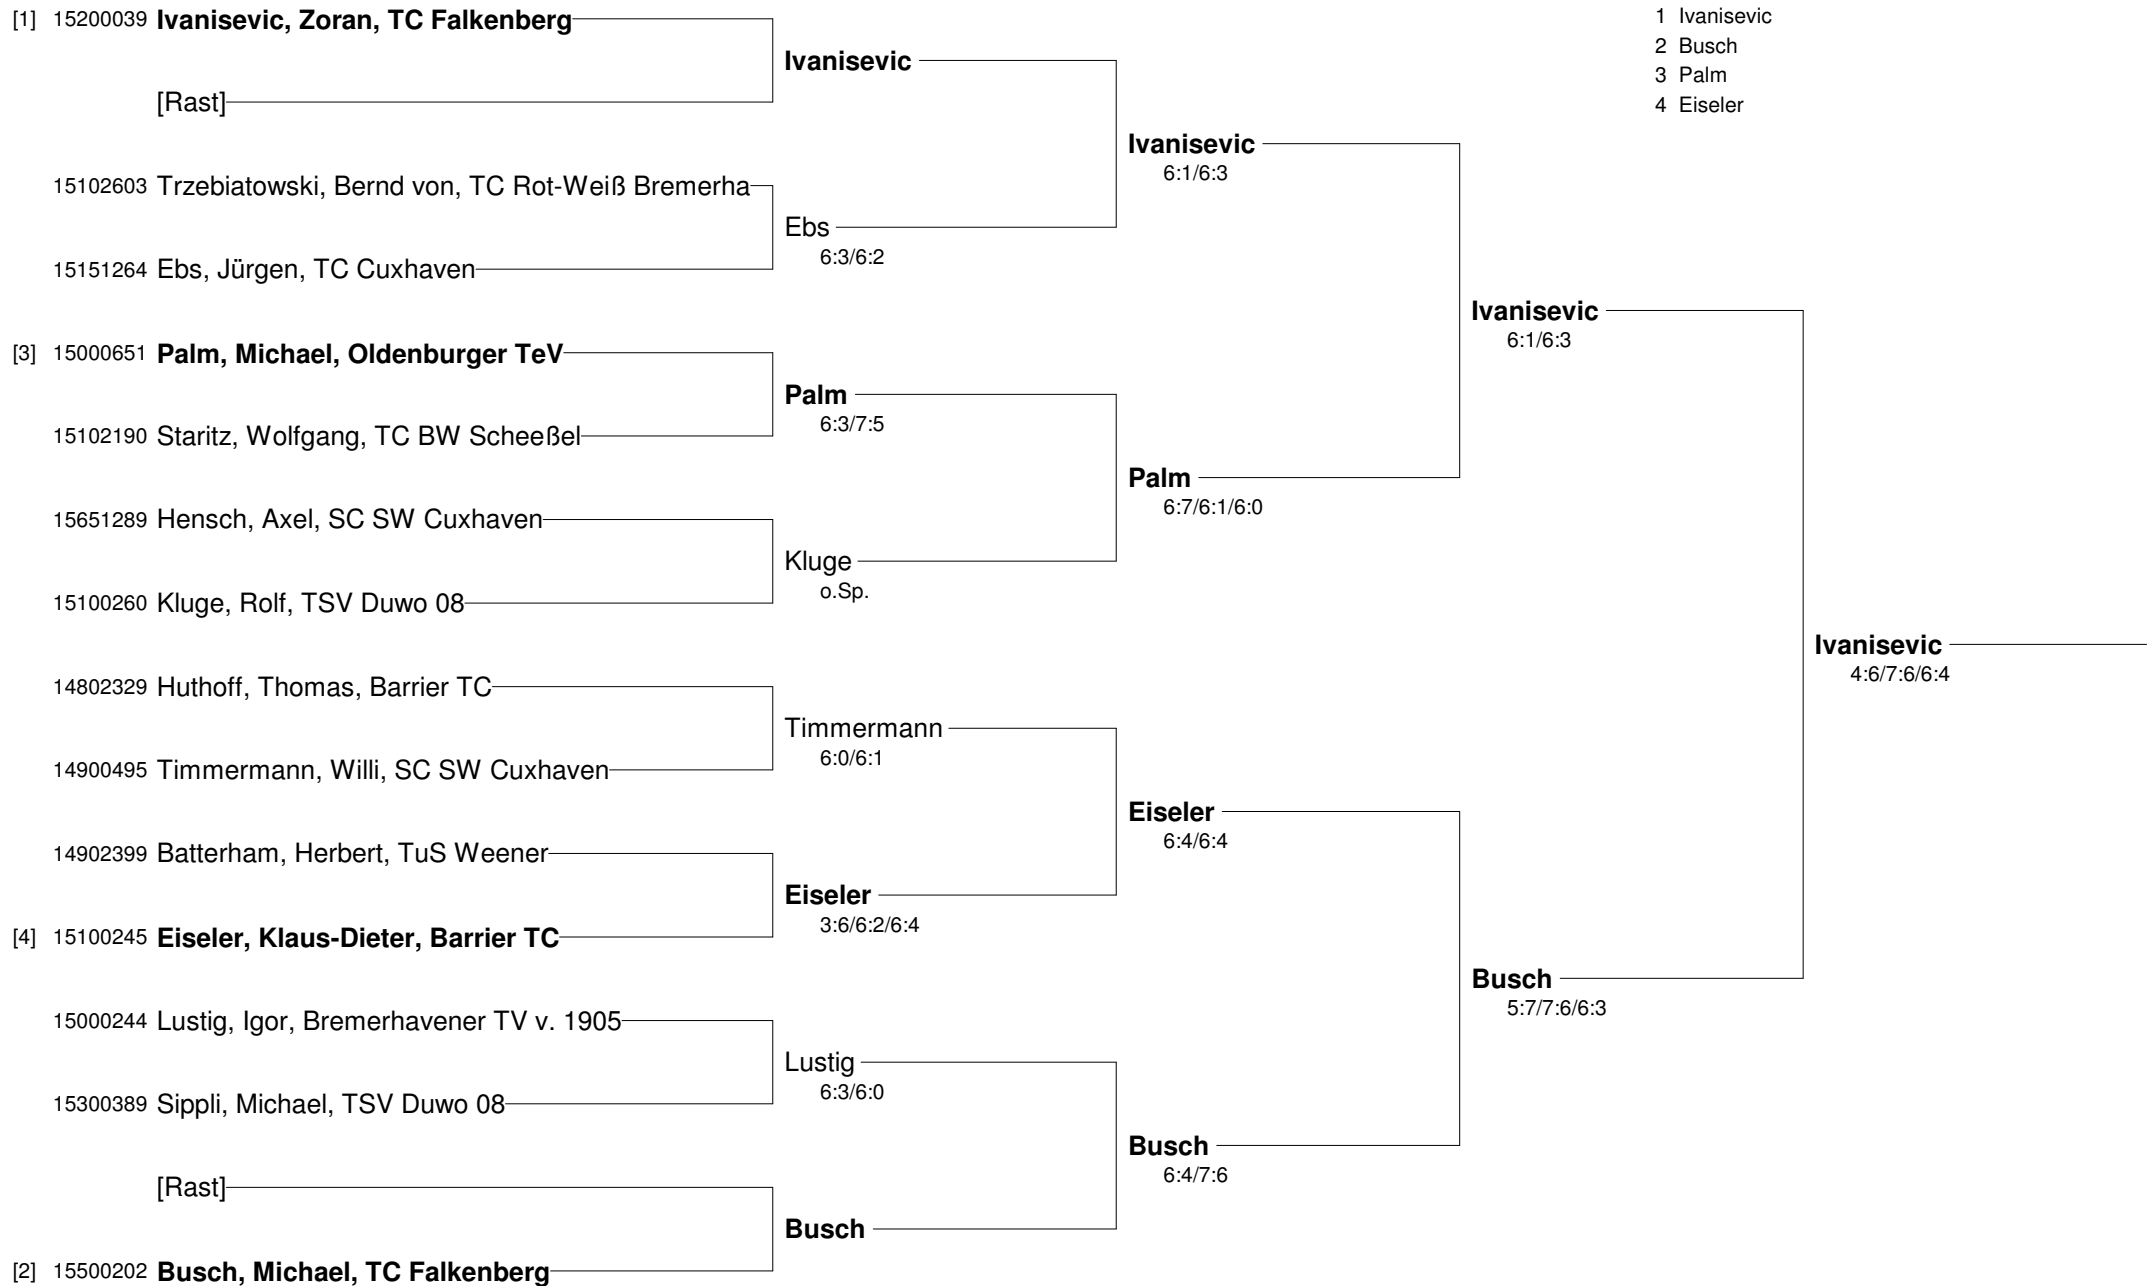 [1] 15200039 Ivanisevic, Zoran, TC Falkenberg
[Rast]
15102603 Trzebiatowski, Bernd von, TC Rot-Weiß Bremerha
15151264 Ebs, Jürgen, TC Cuxhaven
[3] 15000651 Palm, Michael, Oldenburger TeV
15102190 Staritz, Wolfgang, TC BW Scheeßel
15651289 Hensch, Axel, SC SW Cuxhaven
15100260 Kluge, Rolf, TSV Duwo 08
14802329 Huthoff, Thomas, Barrier TC
14900495 Timmermann, Willi, SC SW Cuxhaven
14902399 Batterham, Herbert, TuS Weener
[4] 15100245 Eiseler, Klaus-Dieter, Barrier TC
15000244 Lustig, Igor, Bremerhavener TV v. 1905
15300389 Sippli, Michael, TSV Duwo 08
[Rast]
[2] 15500202 Busch, Michael, TC Falkenberg
Ivanisevic
Ebs
6:3/6:2
Palm
6:3/7:5
Kluge
o.Sp.
Timmermann
6:0/6:1
Eiseler
3:6/6:2/6:4
Lustig
6:3/6:0
Busch
Ivanisevic
6:1/6:3
Palm
6:7/6:1/6:0
Eiseler
6:4/6:4
Busch
6:4/7:6
Ivanisevic
6:1/6:3
Busch
5:7/7:6/6:3
Ivanisevic
4:6/7:6/6:4
1 Ivanisevic
2 Busch
3 Palm
4 Eiseler